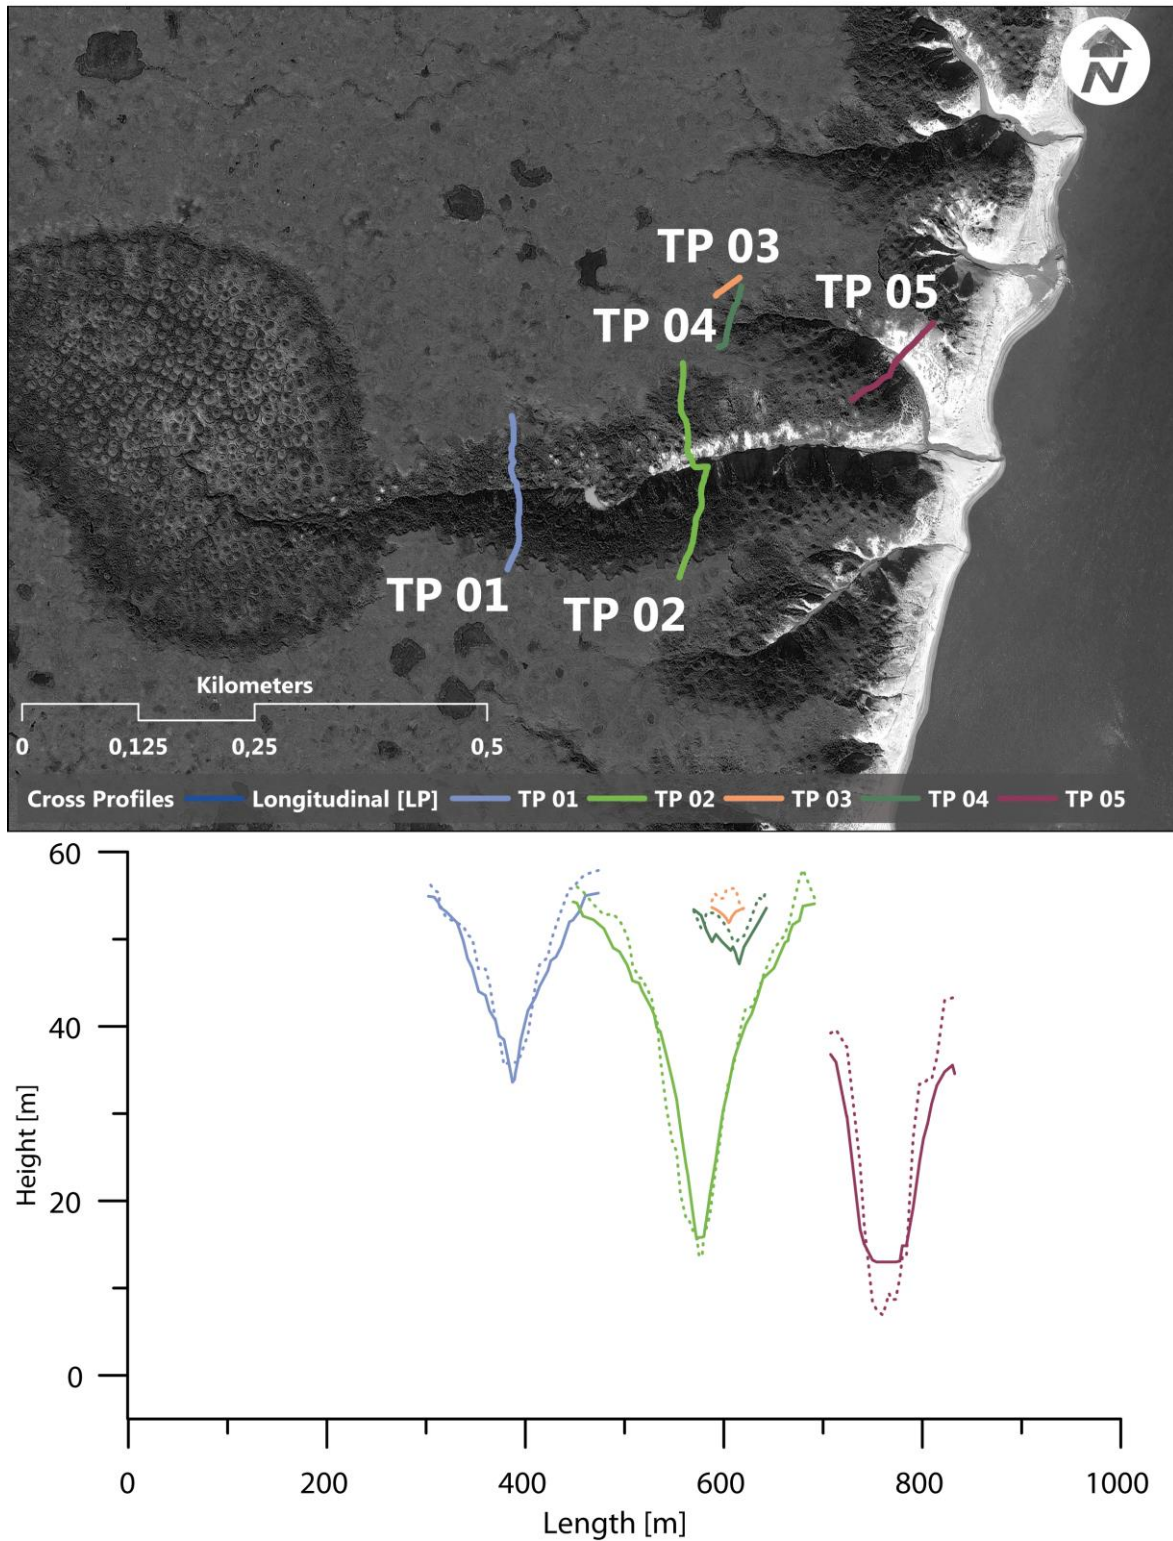 N
TP 03
TP 05
TP 04
TP 01
TP 02
Kilometers
0 0,125 0,25 0,5
Cross Profiles Longitudinal [LP] TP 01 TP 02 TP 03 TP 04 TP 05
60
40
20
0
Height [m]
0 200 400 600 800 1000
Length [m]